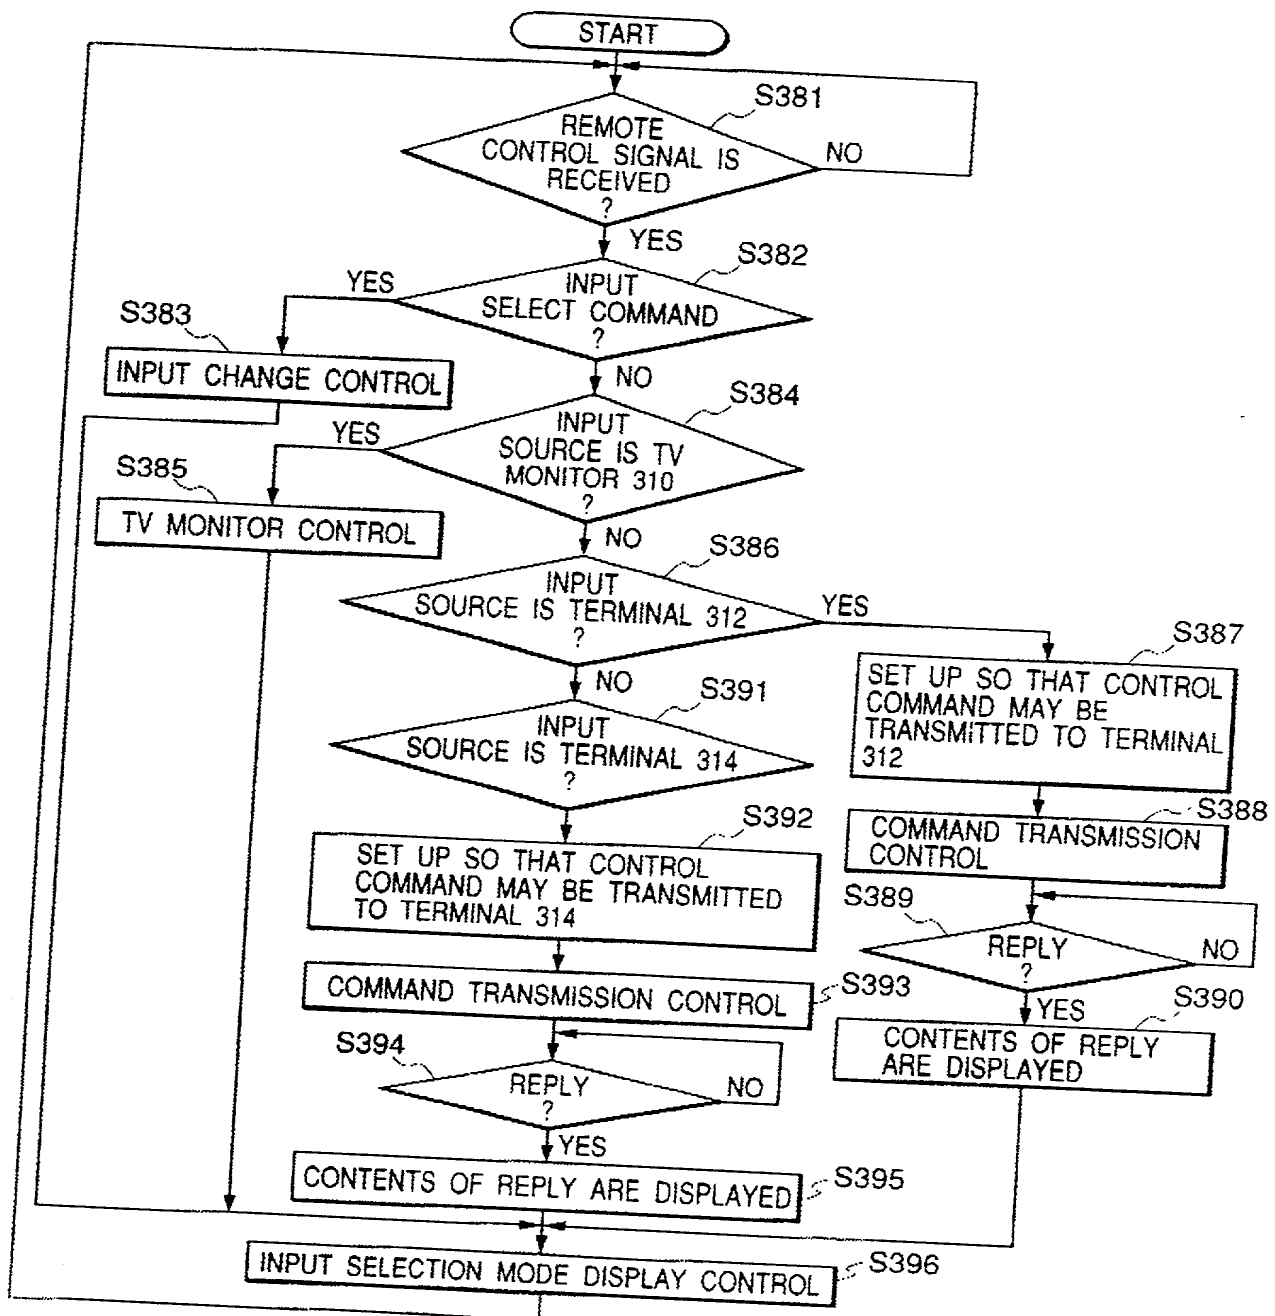 START
S381
REMOTE
CONTROL SIGNAL IS
RECEIVED
?
NO
YES
S382
INPUT
SELECT COMMAND
?
YES
S383
INPUT CHANGE CONTROL
NO
S384
INPUT
SOURCE IS TV
MONITOR 310
?
YES
S385
TV MONITOR CONTROL
NO
S386
INPUT
SOURCE IS TERMINAL 312
?
YES
S387
SET UP SO THAT CONTROL
COMMAND MAY BE
TRANSMITTED TO TERMINAL
312
NO
S391
INPUT
SOURCE IS TERMINAL 314
?
S388
COMMAND TRANSMISSION
CONTROL
S392
SET UP SO THAT CONTROL
COMMAND MAY BE TRANSMITTED
TO TERMINAL 314
S389
REPLY
?
NO
YES
S390
CONTENTS OF REPLY
ARE DISPLAYED
COMMAND TRANSMISSION CONTROL
S393
S394
REPLY
?
NO
YES
CONTENTS OF REPLY ARE DISPLAYED
S395
INPUT SELECTION MODE DISPLAY CONTROL
S396